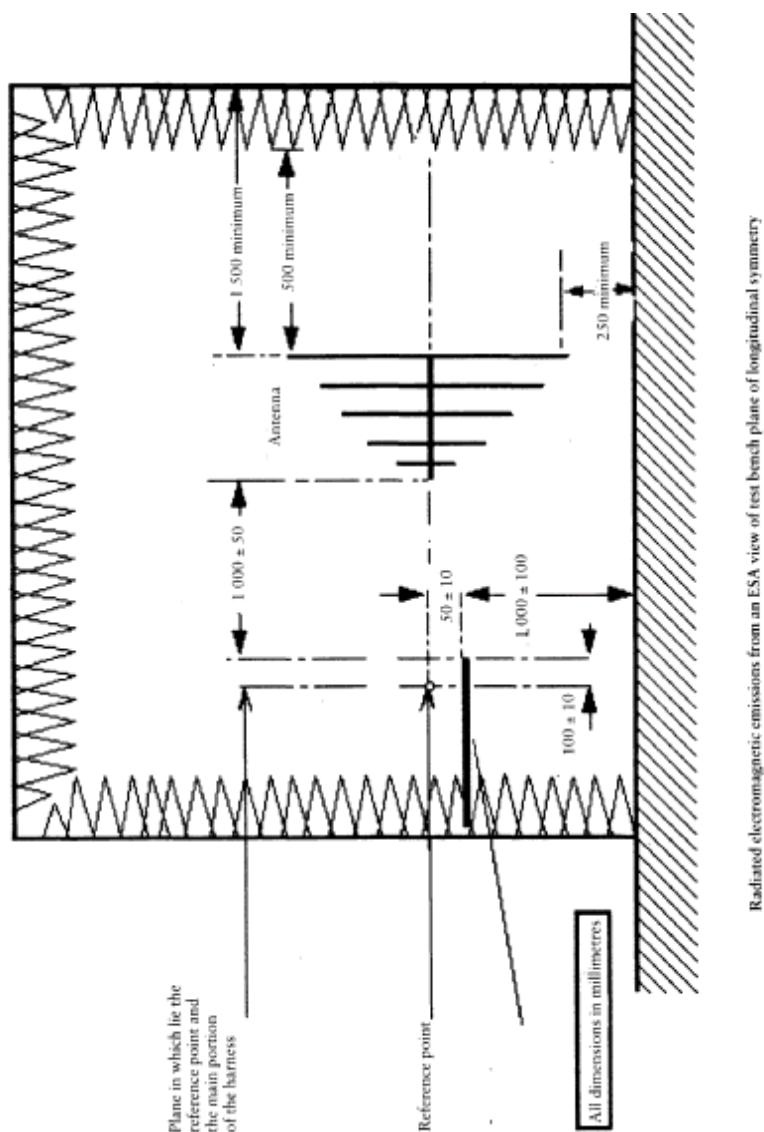 1 500 minimum
500 minimum
250 minimum
Antenna
1 000 ± 50
50 ± 10
1,000 ± 100
100 ± 10
Plane in which lie the
reference point and
the main portion
of the harness
Reference point
All dimensions in millimetres
Radiated electromagnetic emissions from an ESA view of test bench plane of longitudinal symmetry